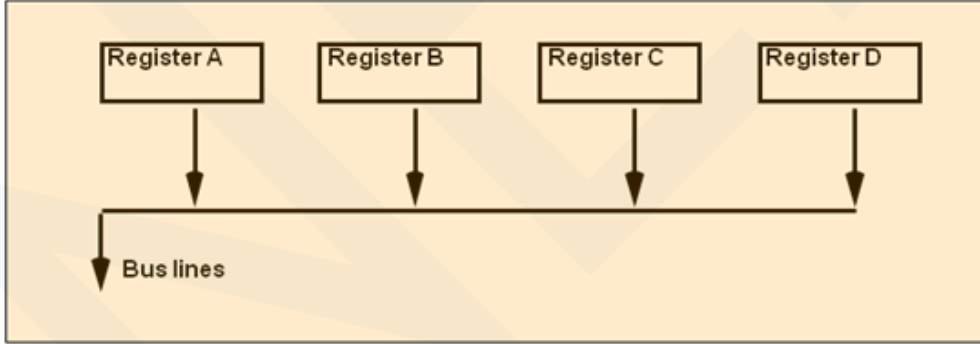 Register A
Register B
Register C
Register D
Bus lines